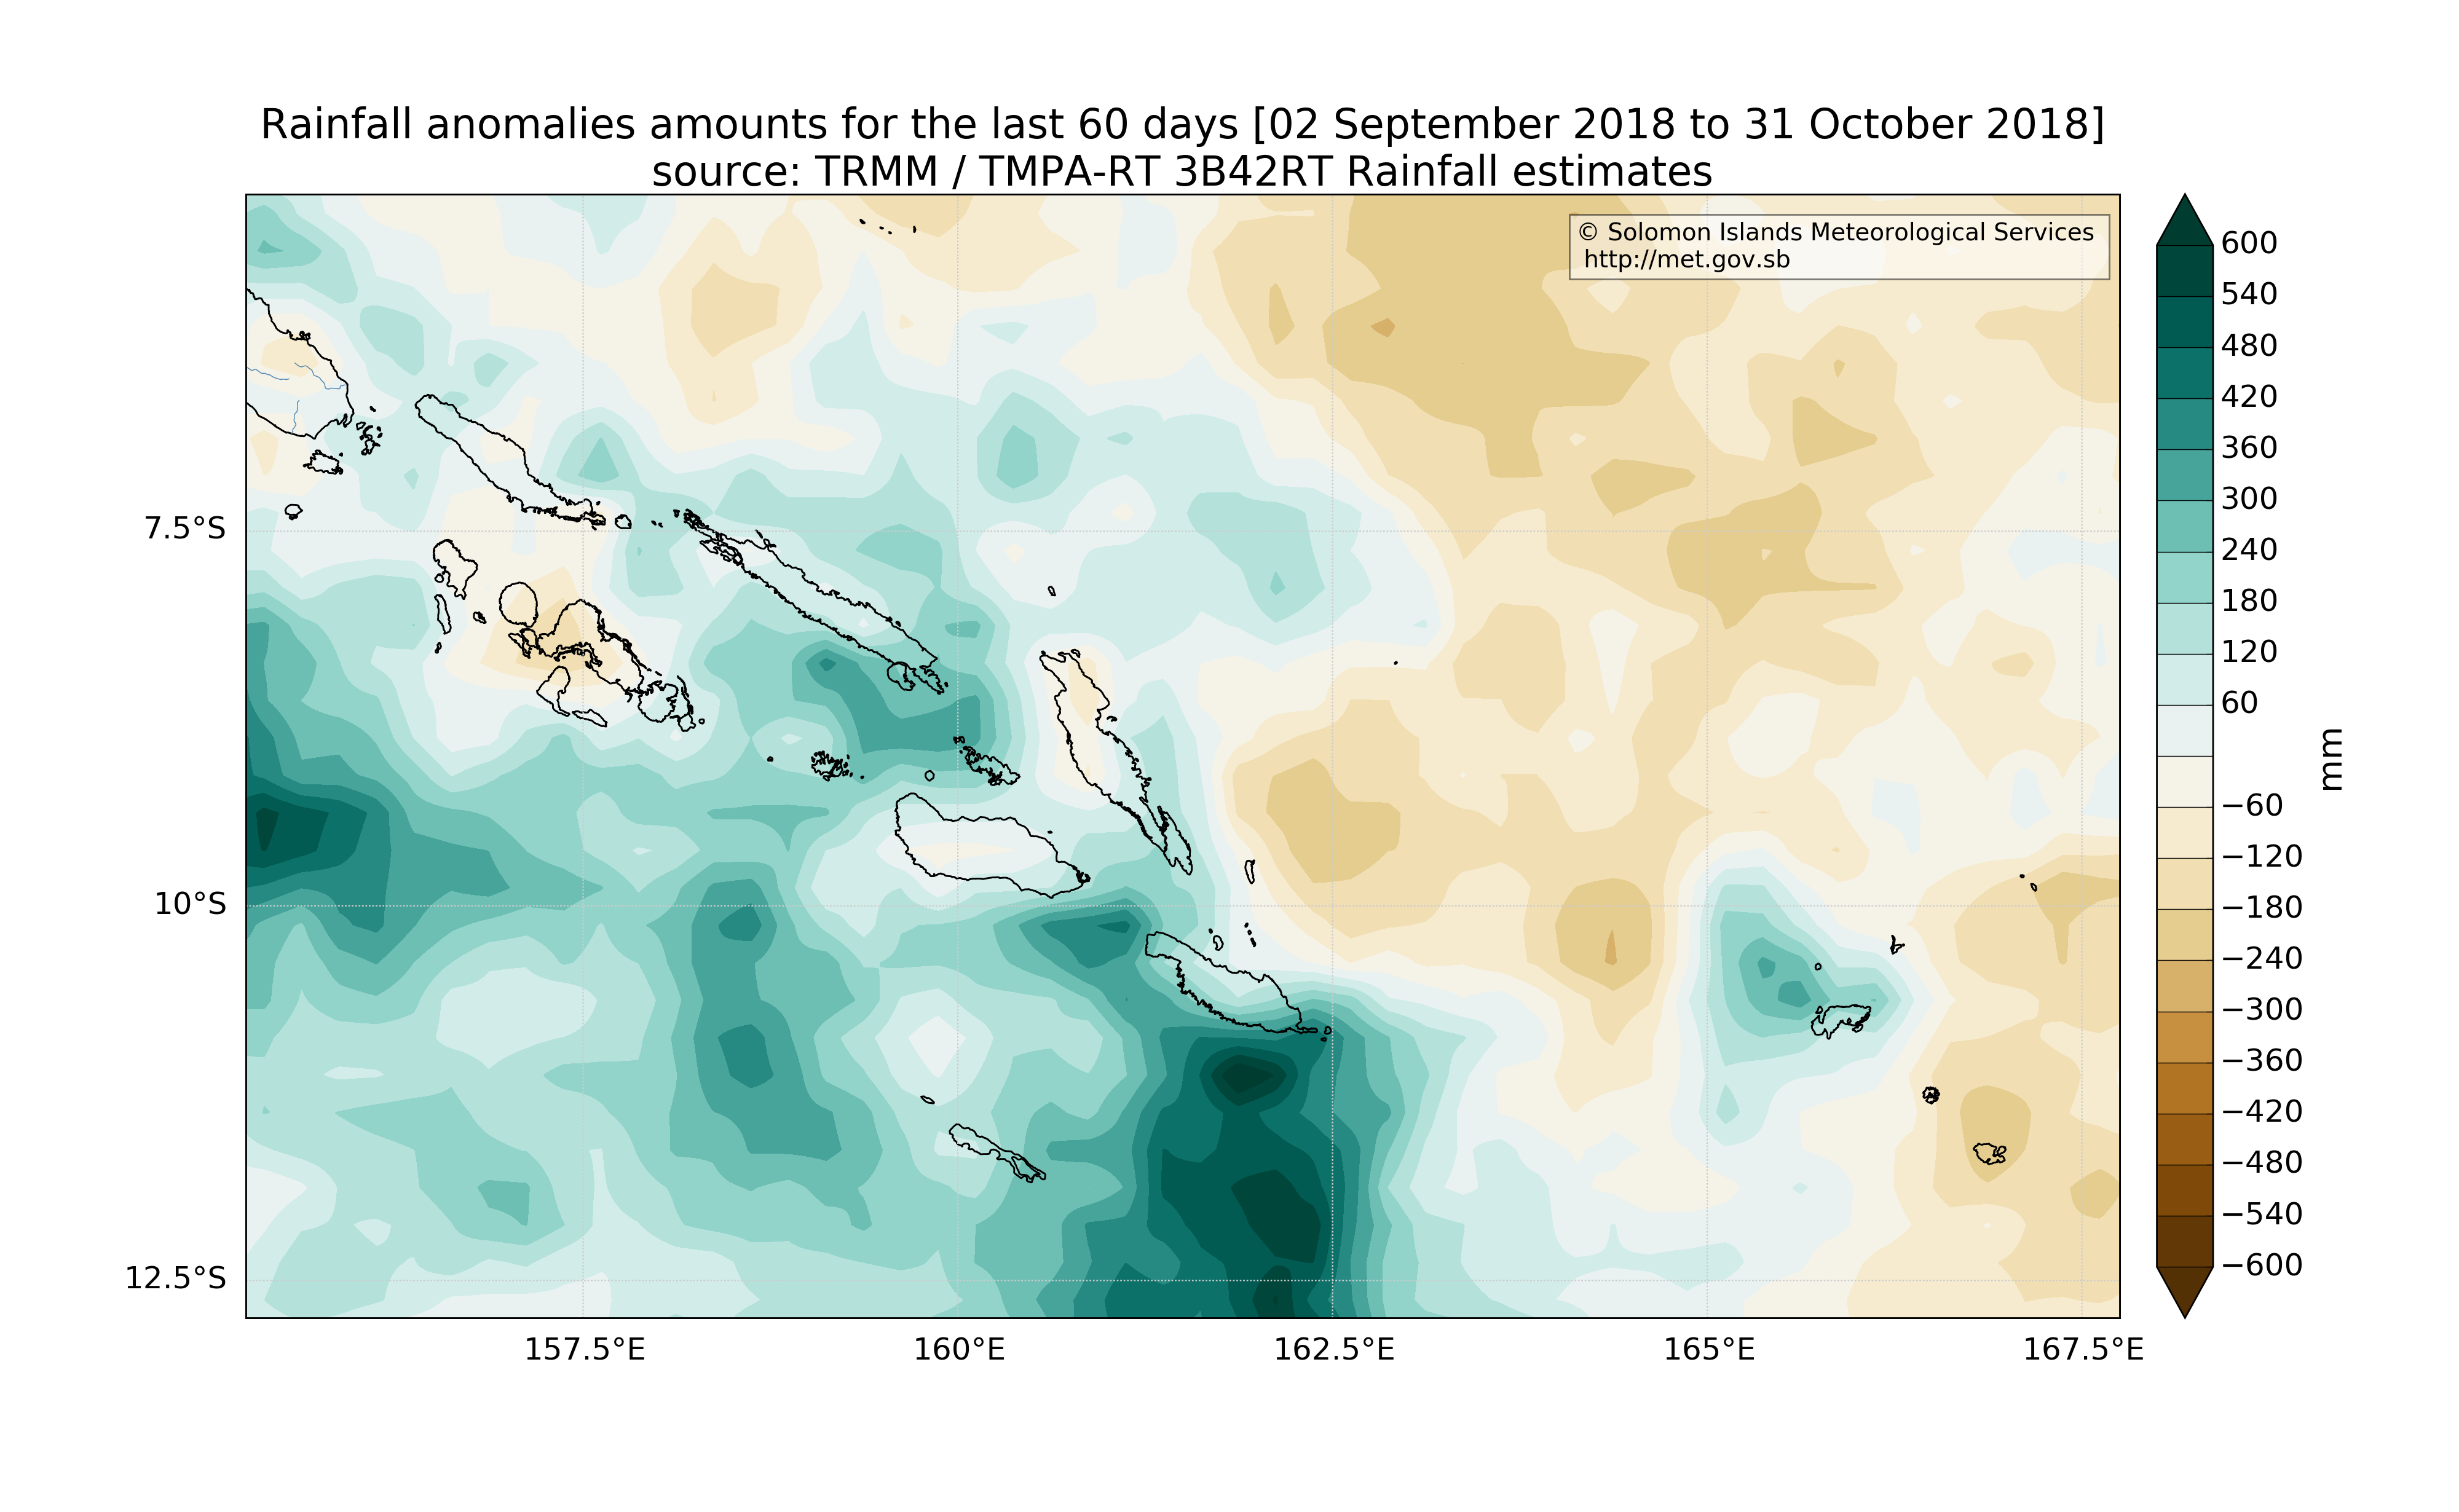 Rainfall anomalies amounts for the last 60 days [02 September 2018 to 31 October 2018]
source: TRMM / TMPA-RT 3B42RT Rainfall estimates
© Solomon Islands Meteorological Services
http://met.gov.sb
7.5°S
10°S
12.5°S
157.5°E
160°E
162.5°E
165°E
167.5°E
600
540
480
420
360
300
240
180
120
60
−60
−120
−180
−240
−300
−360
−420
−480
−540
−600
mm